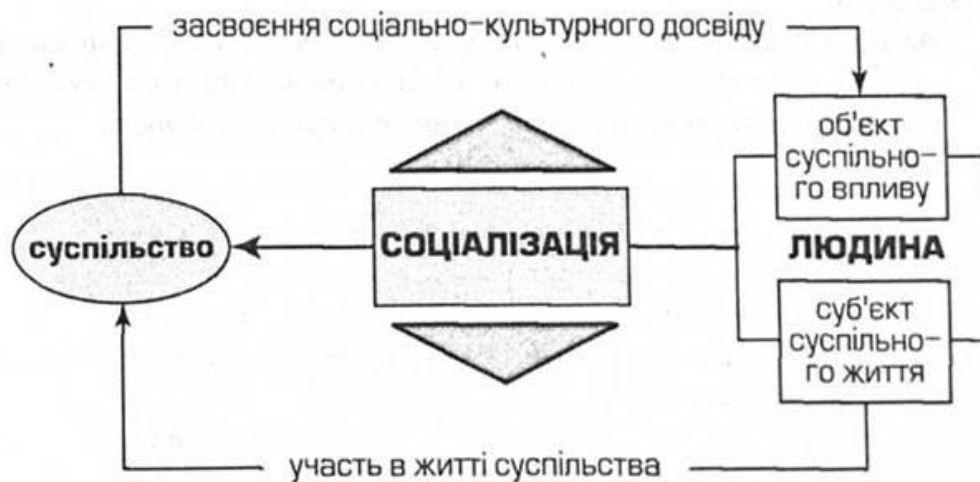 засвоєння соціально–культурного досвіду
об'єкт
суспільно–
го впливу
суспільство
СОЦІАЛІЗАЦІЯ
ЛЮДИНА
суб'єкт
суспільно–
го життя
участь в житті суспільства